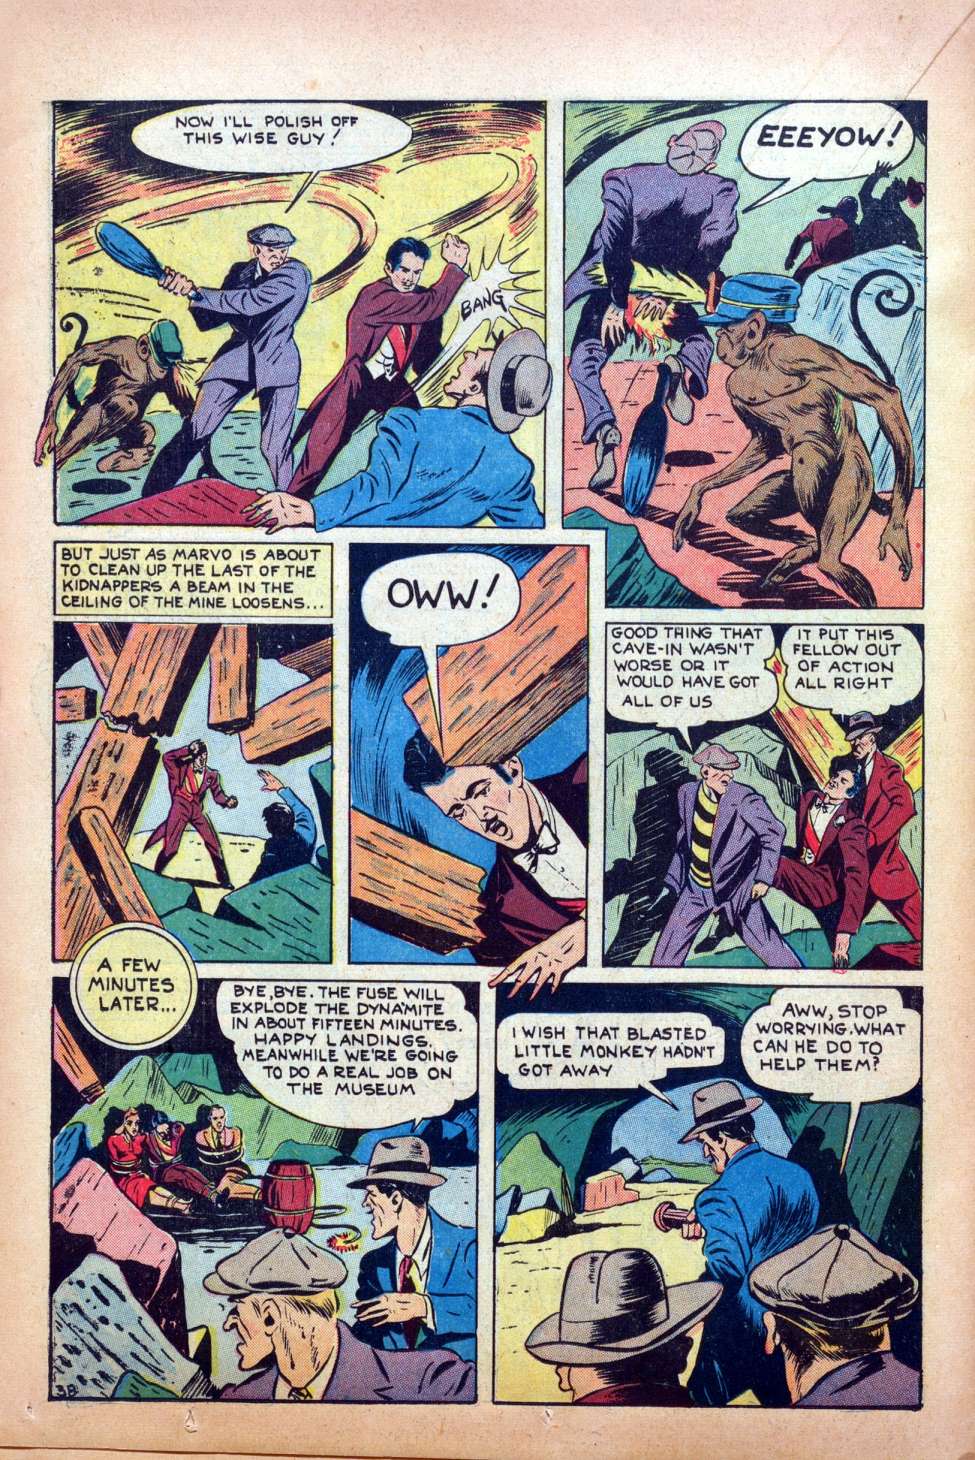 NOW I'LL POLISH OFF
THIS WISE GUY!
BANG
EEEYOW!
BUT JUST AS MARVO IS ABOUT
TO CLEAN UP THE LAST OF THE
KIDNAPPERS A BEAM IN THE
CEILING OF THE MINE LOOSENS...
OWW!
GOOD THING THAT
CAVE-IN WASN'T
WORSE OR IT
WOULD HAVE GOT
ALL OF US
IT PUT THIS
FELLOW OUT
OF ACTION
ALL RIGHT
A FEW
MINUTES
LATER...
BYE, BYE. THE FUSE WILL
EXPLODE THE DYNAMITE
IN ABOUT FIFTEEN MINUTES.
HAPPY LANDINGS.
MEANWHILE WE'RE GOING
TO DO A REAL JOB ON
THE MUSEUM
I WISH THAT BLASTED
LITTLE MONKEY HADN'T
GOT AWAY
AWW, STOP
WORRYING. WHAT
CAN HE DO TO
HELP THEM?